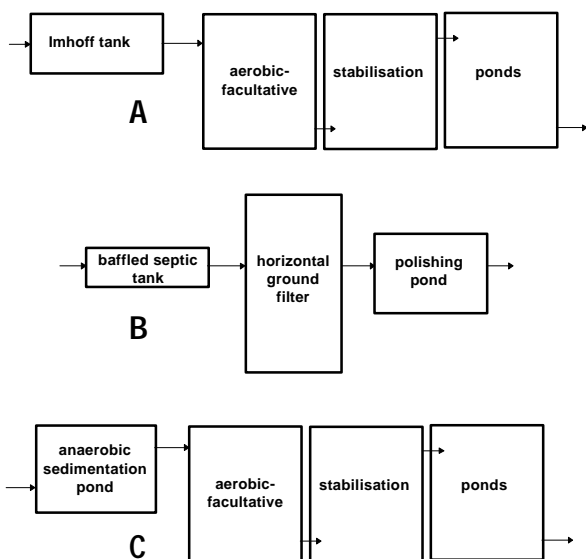 Imhoff tank
aerobic-
facultative
stabilisation
ponds
A
baffled septic
tank
horizontal
ground
filter
polishing
pond
B
anaerobic
sedimentation
pond
aerobic-
facultative
stabilisation
ponds
C